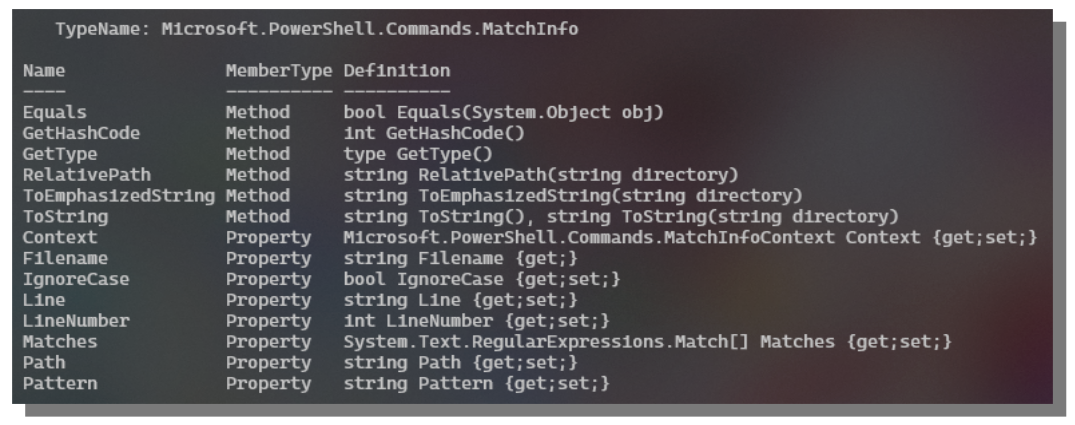 TypeName: Microsoft.PowerShell.Commands.MatchInfo
Name MemberType Definition
---- ---------- ----------
Equals Method bool Equals(System.Object obj)
GetHashCode Method int GetHashCode()
GetType Method type GetType()
RelativePath Method string RelativePath(string directory)
ToEmphasizedString Method string ToEmphasizedString(string directory)
ToString Method string ToString(), string ToString(string directory)
Context Property Microsoft.PowerShell.Commands.MatchInfoContext Context {get;set;}
Filename Property string Filename {get;}
IgnoreCase Property bool IgnoreCase {get;set;}
Line Property string Line {get;set;}
LineNumber Property int LineNumber {get;set;}
Matches Property System.Text.RegularExpressions.Match[] Matches {get;set;}
Path Property string Path {get;set;}
Pattern Property string Pattern {get;set;}